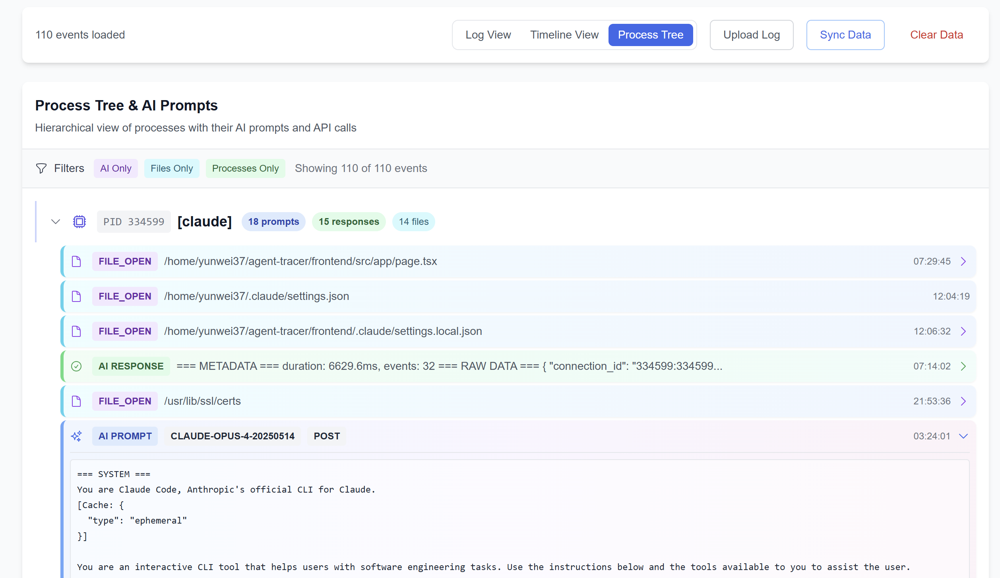 110 events loaded
Log View Timeline View Process Tree Upload Log Sync Data Clear Data
Process Tree & AI Prompts
Hierarchical view of processes with their AI prompts and API calls
Filters AI Only Files Only Processes Only Showing 110 of 110 events
PID 334599 [claude] 18 prompts 15 responses 14 files
FILE_OPEN /home/yunwei37/agent-tracer/frontend/src/app/page.tsx 07:29:45
FILE_OPEN /home/yunwei37/.claude/settings.json 12:04:19
FILE_OPEN /home/yunwei37/agent-tracer/frontend/.claude/settings.local.json 12:06:32
AI RESPONSE === METADATA === duration: 6629.6ms, events: 32 === RAW DATA === { "connection_id": "334599:334599... 07:14:02
FILE_OPEN /usr/lib/ssl/certs 21:53:36
AI PROMPT CLAUDE-OPUS-4-20250514 POST 03:24:01
=== SYSTEM ===
You are Claude Code, Anthropic's official CLI for Claude.
[Cache: {
  "type": "ephemeral"
}]
You are an interactive CLI tool that helps users with software engineering tasks. Use the instructions below and the tools available to you to assist the user.